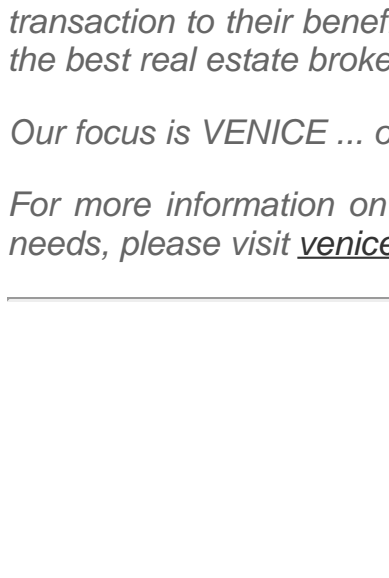 transaction to their benef
the best real estate broke
Our focus is VENICE ...
For more information on
needs, please visit venice